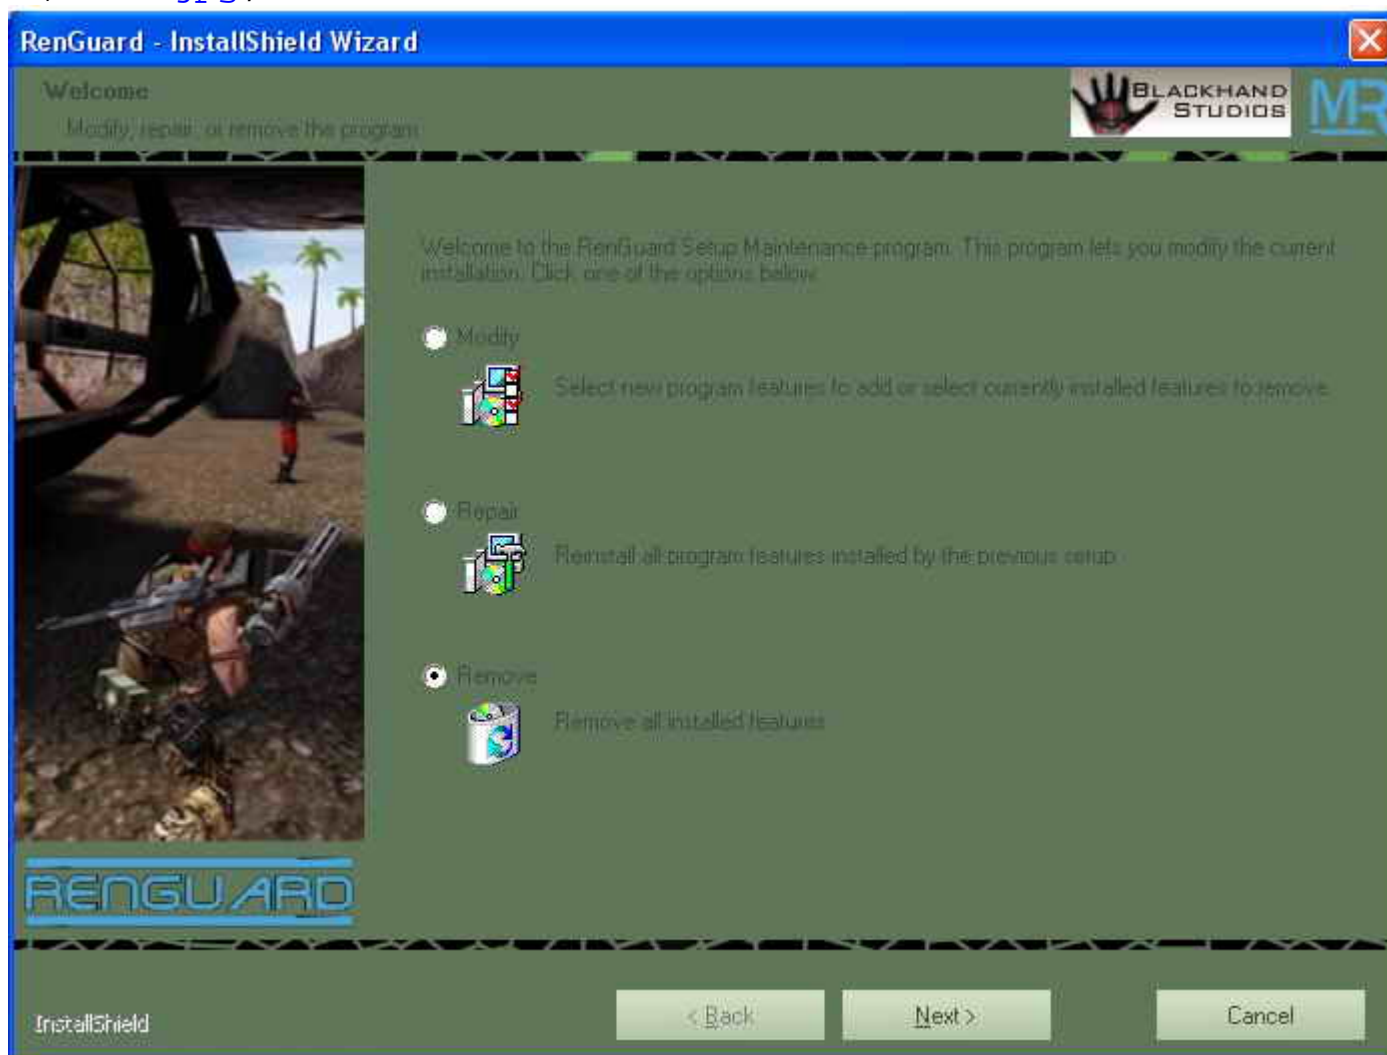 RenGuard - InstallShield Wizard
Welcome
Modify, repair, or remove the program.
BLACKHAND
STUDIOS
MR
Welcome to the RenGuard Setup Maintenance program. This program lets you modify the current
installation. Click one of the options below.
Modify
Select new program features to add or select currently installed features to remove.
Repair
Reinstall all program features installed by the previous setup.
Remove
Remove all installed features.
RENGUARD
InstallShield
< Back
Next >
Cancel